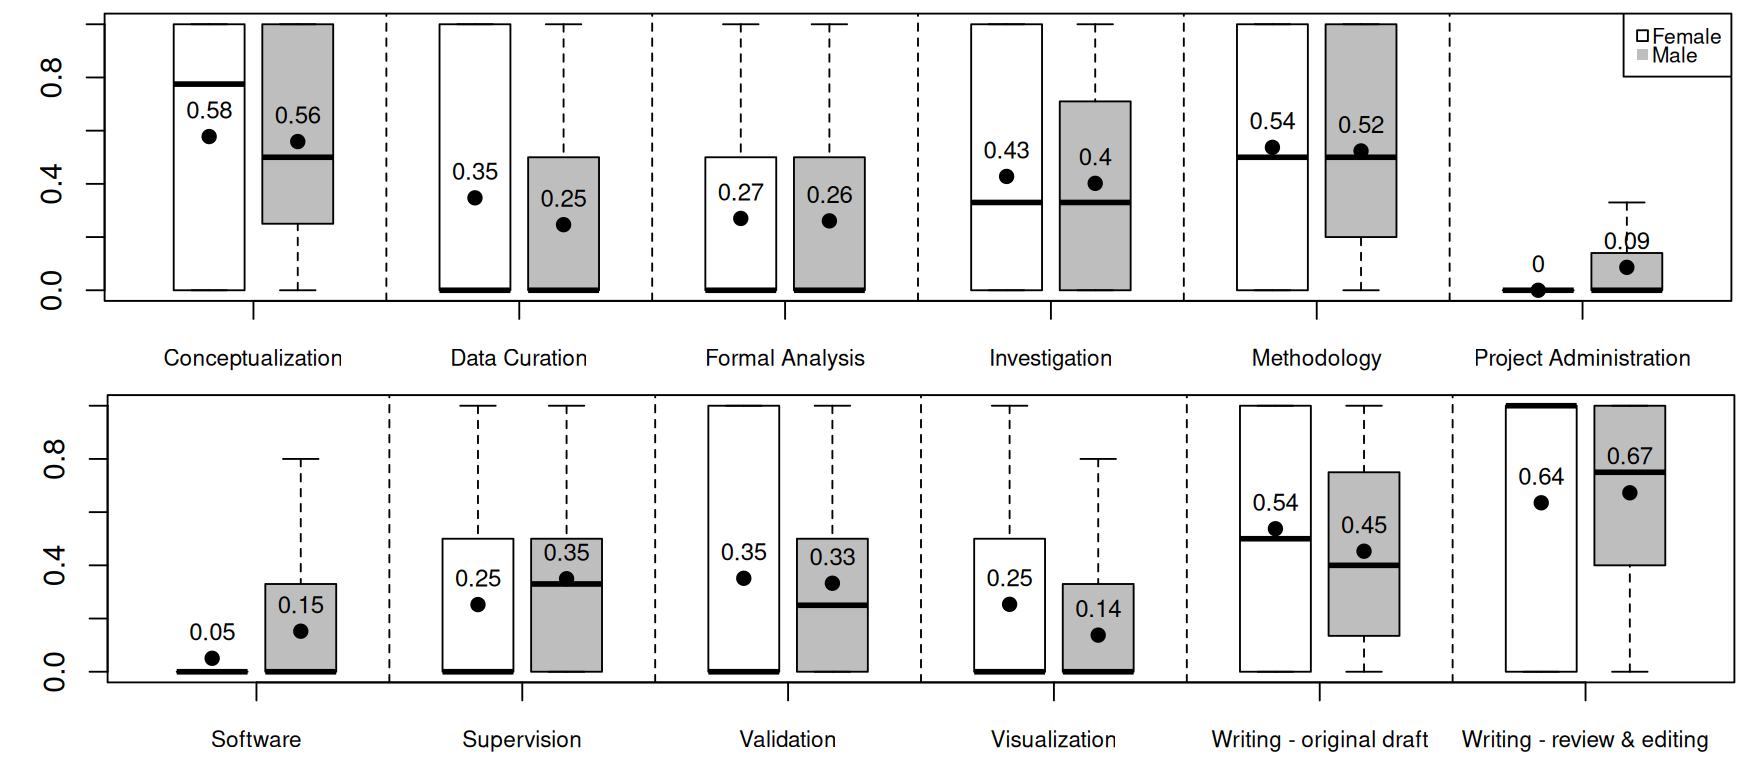 Female
Male
0.8
0.4
0.0
0.58
0.56
0.35
0.25
0.27
0.26
0.43
0.4
0.54
0.52
0
0.09
Conceptualization
Data Curation
Formal Analysis
Investigation
Methodology
Project Administration
0.8
0.4
0.0
0.05
0.15
0.25
0.35
0.35
0.33
0.25
0.14
0.54
0.45
0.64
0.67
Software
Supervision
Validation
Visualization
Writing - original draft
Writing - review & editing